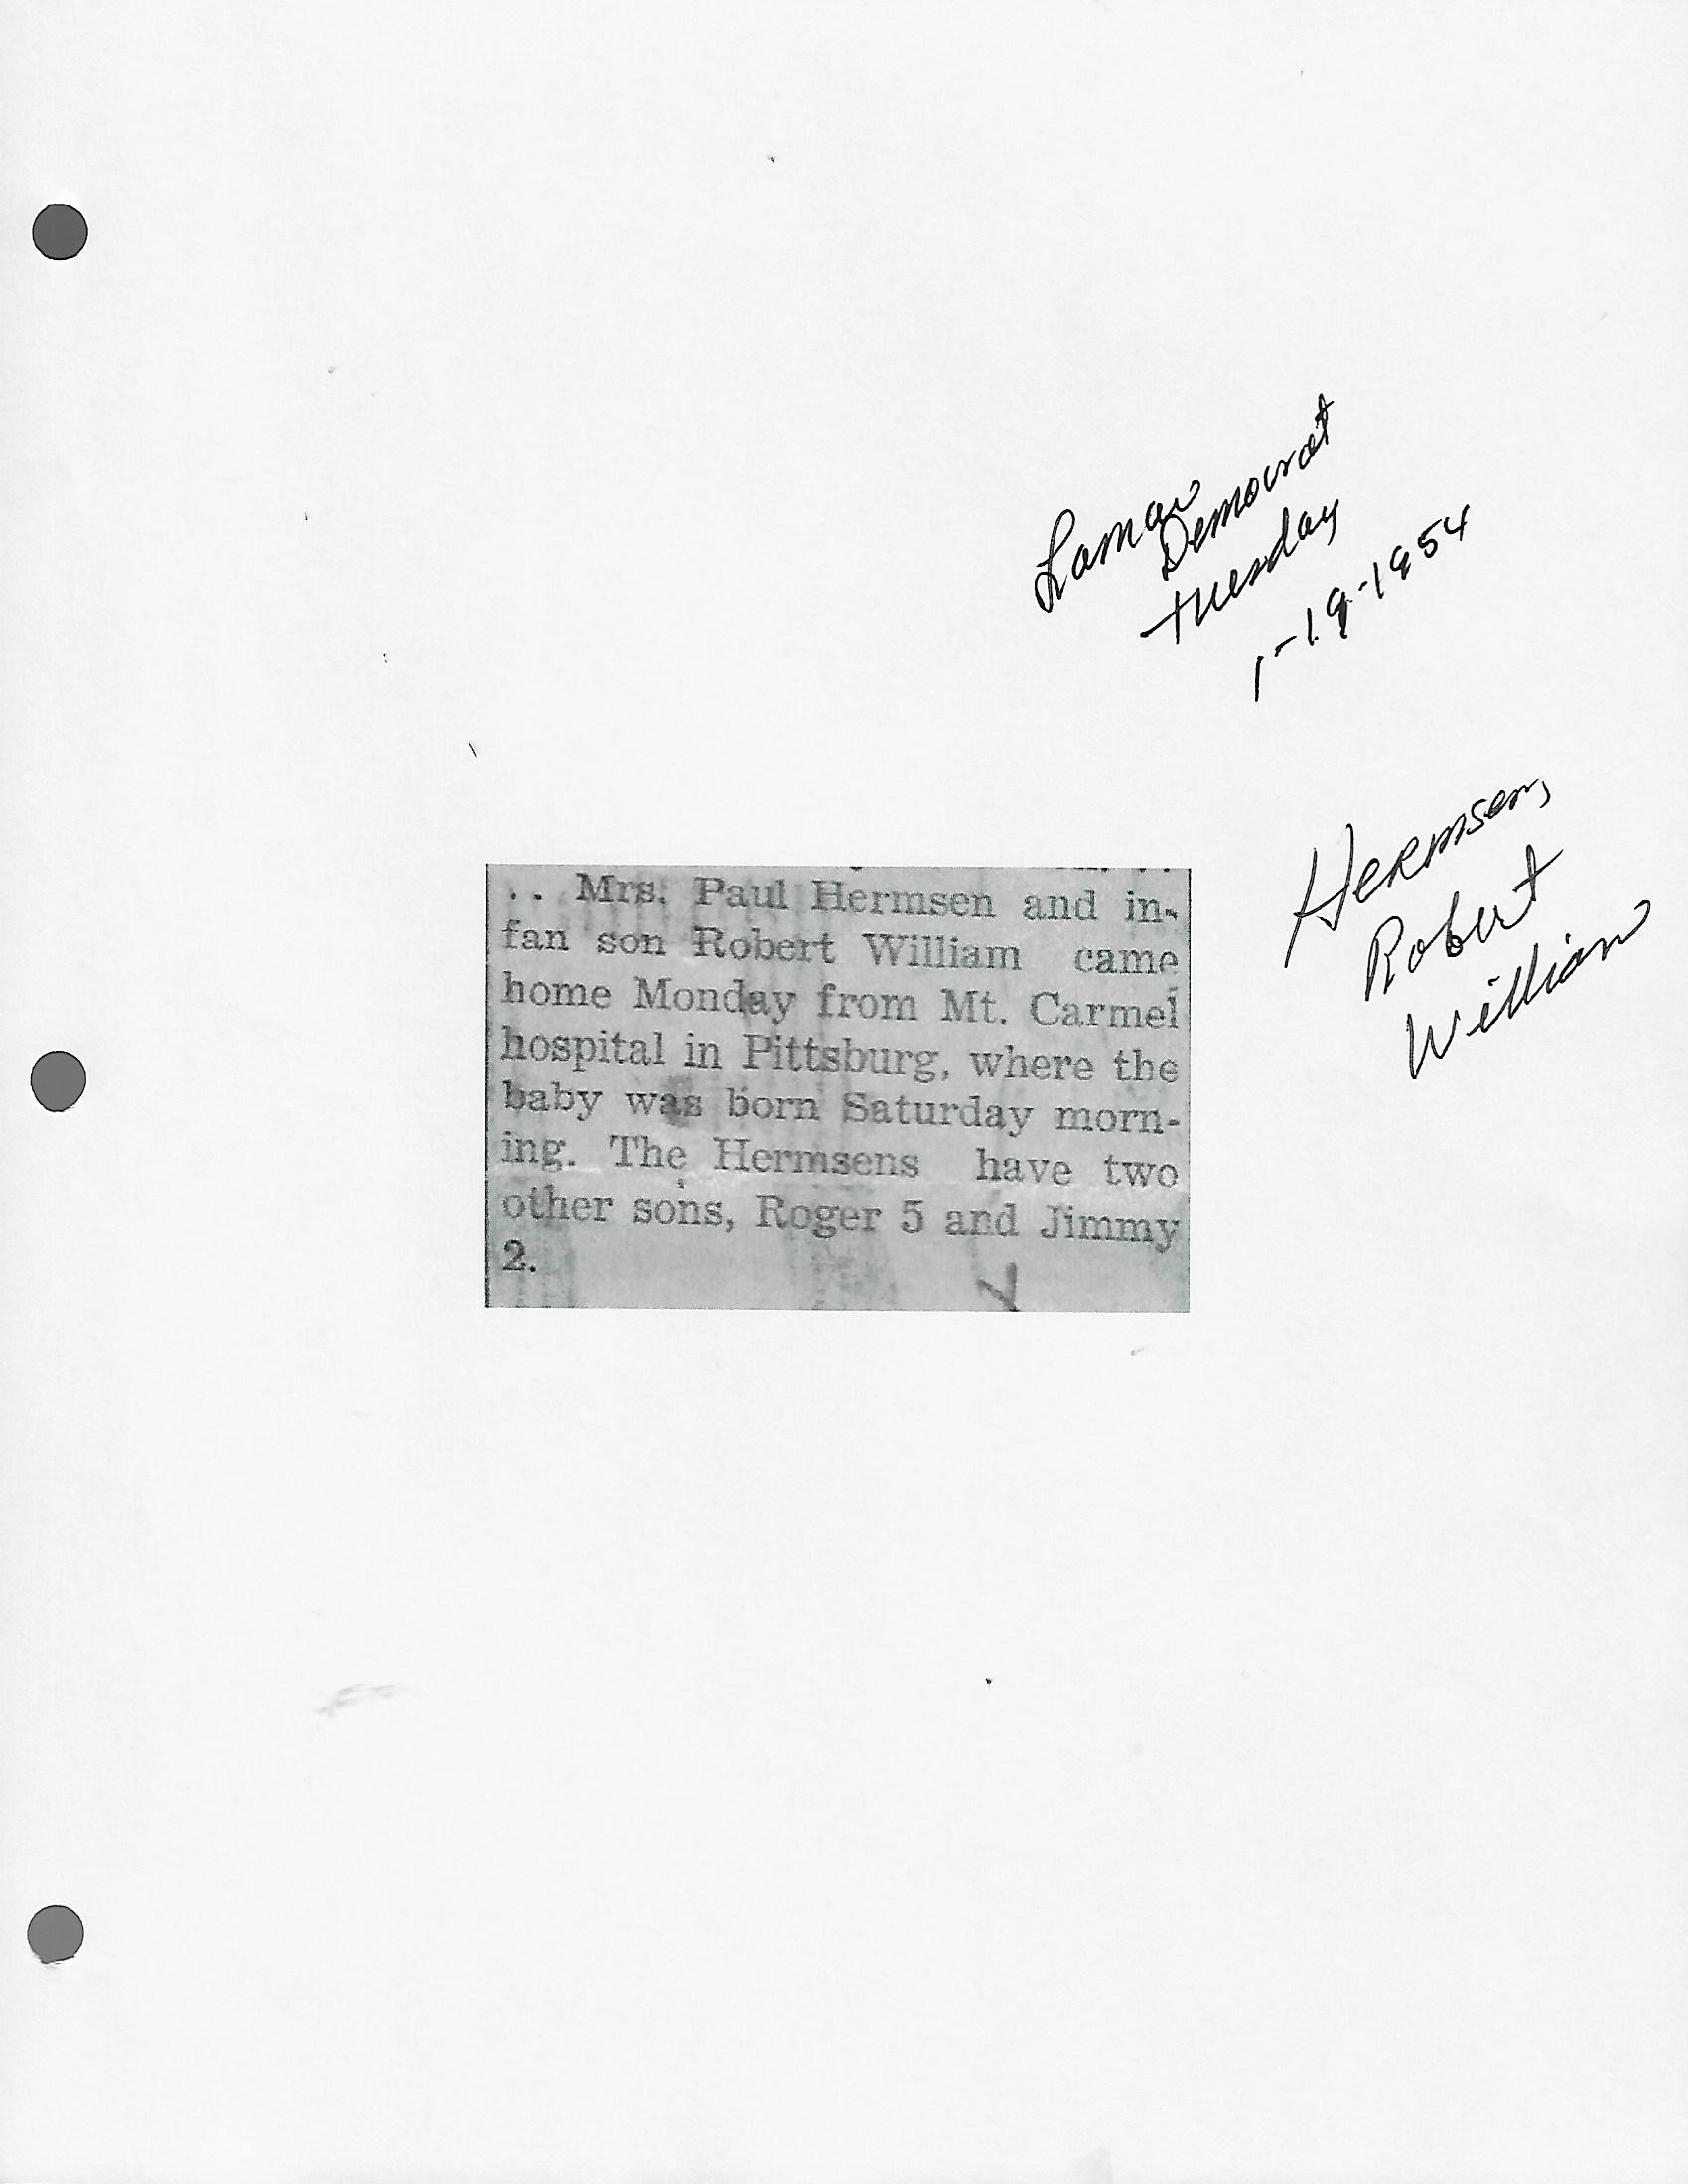 Lamar
Democrat
Tuesday
1-19-1954
Hermsen,
Robert
William
.. Mrs. Paul Hermsen and in-
fan son Robert William came
home Monday from Mt. Carmel
hospital in Pittsburg, where the
baby was born Saturday morn-
ing. The Hermsens have two
other sons, Roger 5 and Jimmy
2.